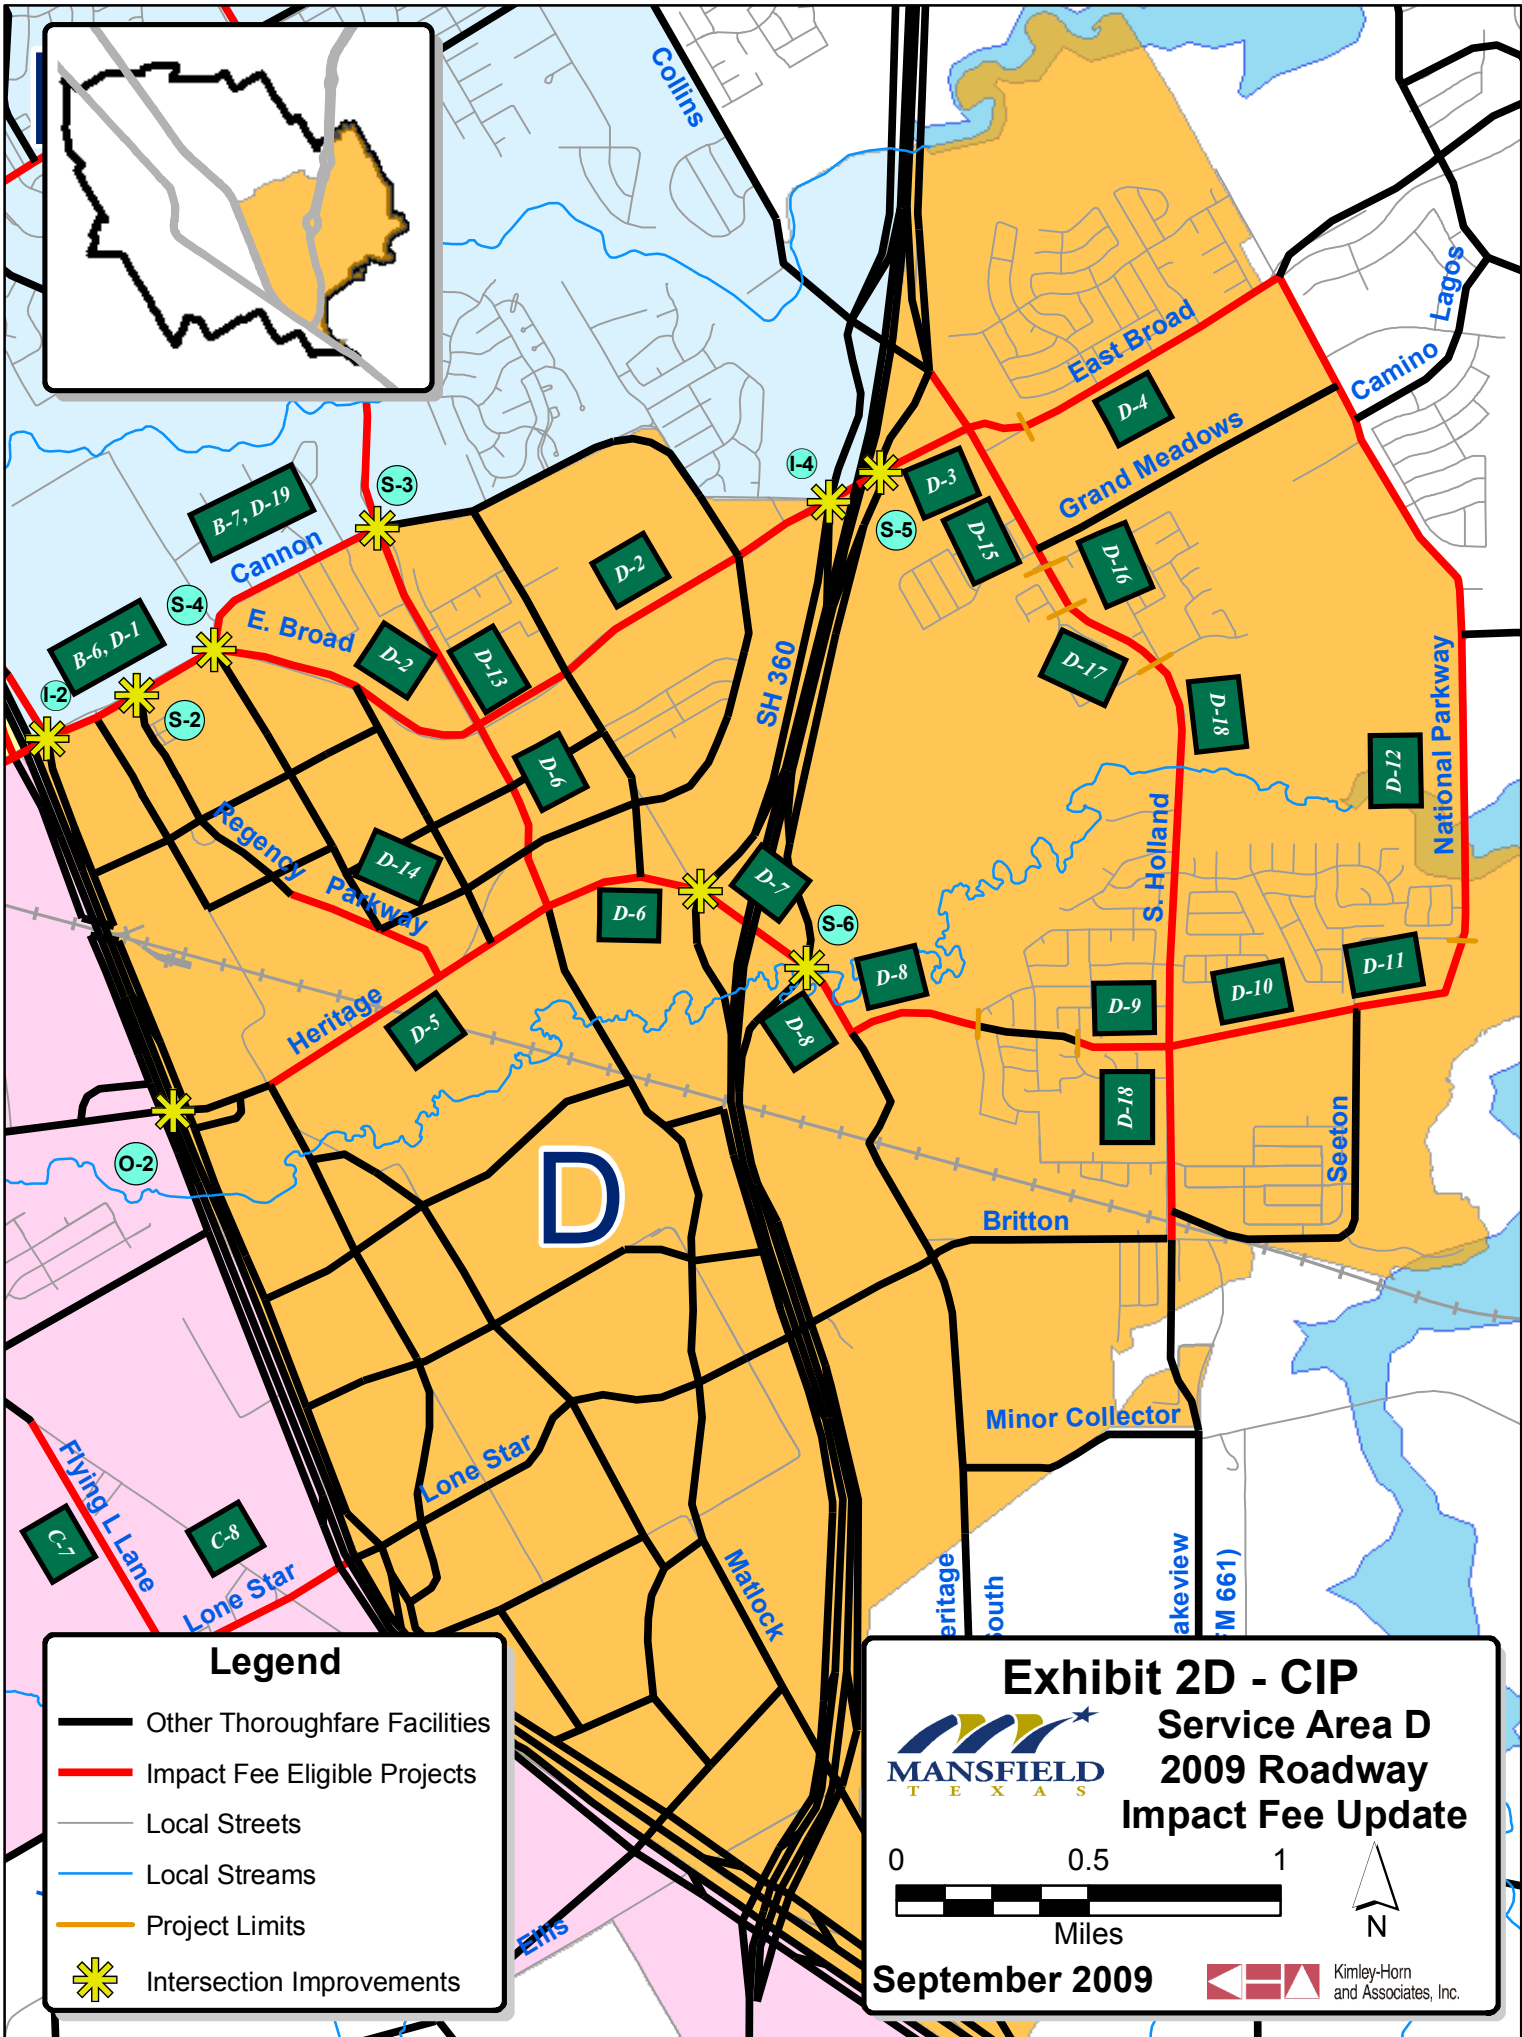 Collins
Lagos
Camino
East Broad
D-4
Grand Meadows
I-4
S-3
D-3
S-5
B-7, D-19
Cannon
D-15
D-16
D-2
S-4
E. Broad
B-6, D-1
D-2
D-13
D-17
SH 360
I-2
S-2
D-18
National Parkway
D-12
D-6
Regency
Parkway
D-14
D-7
S. Holland
D-6
S-6
D-8
D-11
D-10
D-9
Heritage
D-5
D-8
D-18
Seeton
O-2
D
Britton
Minor Collector
Lone Star
Flying L Lane
C-7
C-8
Lone Star
Matlock
eritage
outh
akeview
M 661)
Ellis
Legend
Other Thoroughfare Facilities
Impact Fee Eligible Projects
Local Streets
Local Streams
Project Limits
Intersection Improvements
Exhibit 2D - CIP
MANSFIELD
TEXAS
Service Area D
2009 Roadway
Impact Fee Update
0 0.5 1
Miles
N
September 2009
Kimley-Horn
and Associates, Inc.